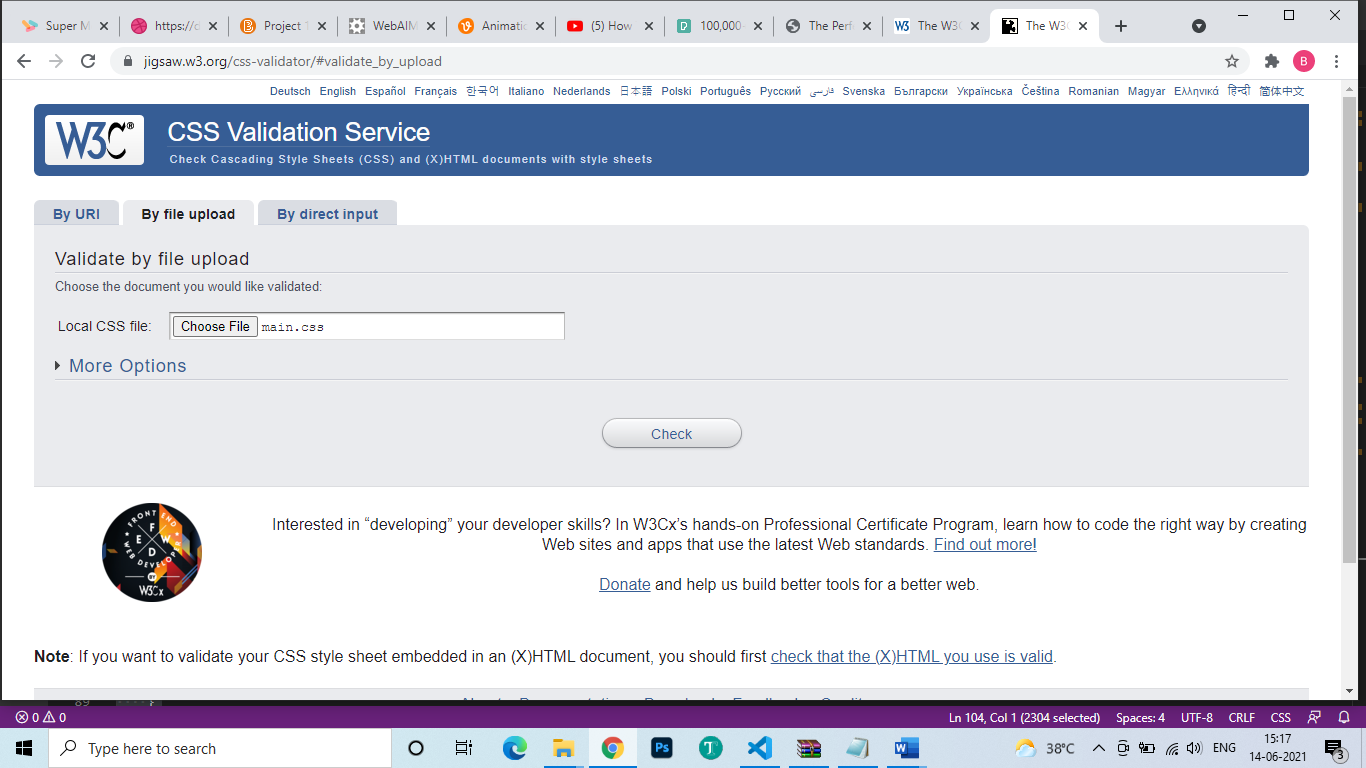 Super M
https://d
Project 1
WebAIM
Animatic
(5) How
100,000
The Perf
The W3C
The W3C
jigsaw.w3.org/css-validator/#validate_by_upload
B
Deutsch English Español Français 한국어 Italiano Nederlands 日本語 Polski Português Русский فارسی Svenska Български Українська Čeština Romanian Magyar Ελληνικά हिन्दी 简体中文
W3C®
CSS Validation Service
Check Cascading Style Sheets (CSS) and (X)HTML documents with style sheets
By URI
By file upload
By direct input
Validate by file upload
Choose the document you would like validated:
Local CSS file: Choose File main.css
More Options
Check
FRONT END
WEB DEVELOPER
F E W D
BY
W3Cx
Interested in “developing” your developer skills? In W3Cx’s hands-on Professional Certificate Program, learn how to code the right way by creating
Web sites and apps that use the latest Web standards. Find out more!
Donate and help us build better tools for a better web.
Note: If you want to validate your CSS style sheet embedded in an (X)HTML document, you should first check that the (X)HTML you use is valid.
89 }
0 0
Ln 104, Col 1 (2304 selected) Spaces: 4 UTF-8 CRLF CSS
Type here to search
Ps
T
W
38°C
ENG
15:17
14-06-2021
3